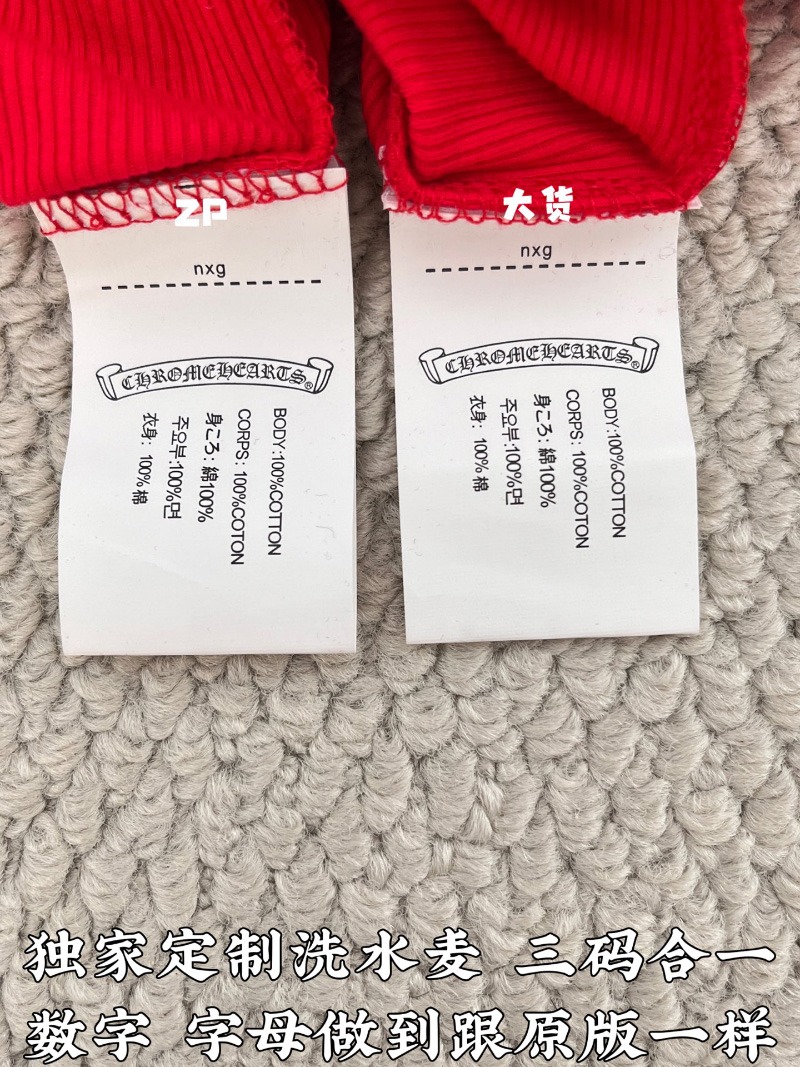 ZP
nxg
CHROMEHEARTS®
BODY:100%COTTON
CORPS: 100%COTON
身ころ: 綿100%
주요부:100%면
衣身: 100% 棉
大货
nxg
CHROMEHEARTS®
BODY:100%COTTON
CORPS: 100%COTON
身ころ: 綿100%
주요부:100%면
衣身: 100% 棉
独家定制洗水麦 三码合一
数字 字母做到跟原版一样